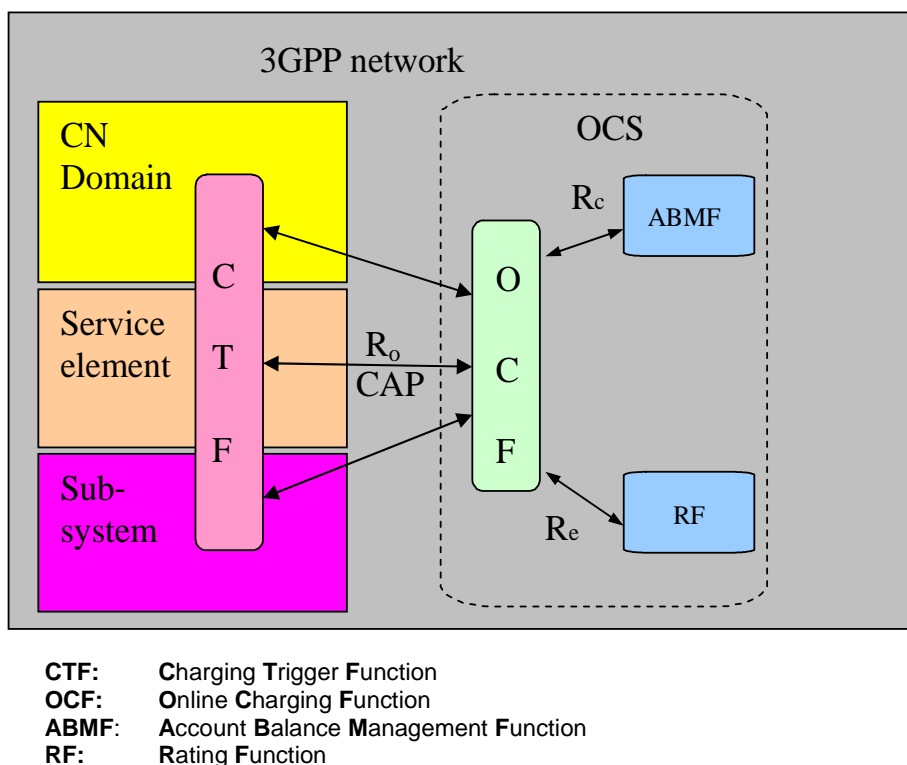 3GPP network
CN
Domain
Service
element
Sub-
system
C
T
F
Ro
CAP
OCS
O
C
F
Rc
ABMF
Re
RF
CTF: Charging Trigger Function
OCF: Online Charging Function
ABMF: Account Balance Management Function
RF: Rating Function